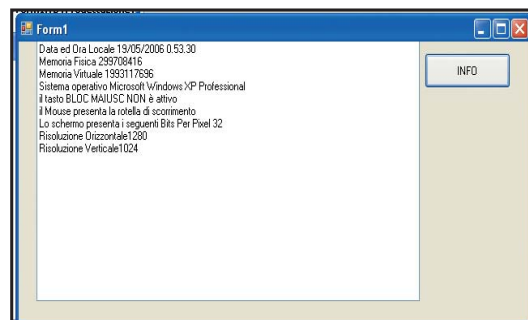 Form1
Data ed Ora Locale 19/05/2006 0.53.30
Memoria Fisica 299708416
Memoria Virtuale 1993117696
Sistema operativo Microsoft Windows XP Professional
il tasto BLOC MAIUSC NON è attivo
il Mouse presenta la rotella di scorrimento
Lo schermo presenta i seguenti Bits Per Pixel 32
Risoluzione Orizzontale1280
Risoluzione Verticale1024
INFO